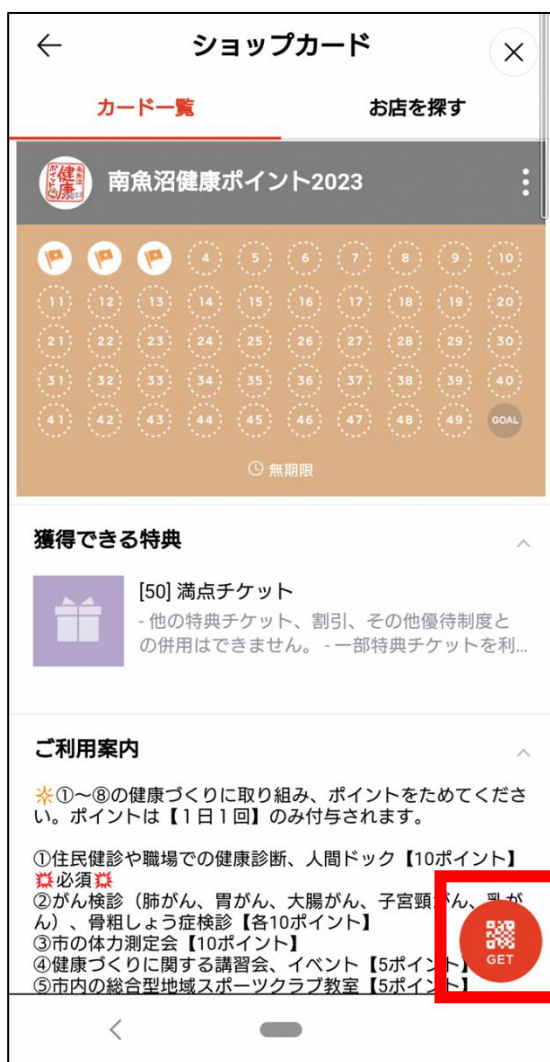 ショップカード
カード一覧
お店を探す
南魚沼健康ポイント2023
4 5 6 7 8 9 10
11 12 13 14 15 16 17 18 19 20
21 22 23 24 25 26 27 28 29 30
31 32 33 34 35 36 37 38 39 40
41 42 43 44 45 46 47 48 49 GOAL
無期限
獲得できる特典
[50] 満点チケット
- 他の特典チケット、割引、その他優待制度と
の併用はできません。 - 一部特典チケットを利...
ご利用案内
①～⑧の健康づくりに取り組み、ポイントをためてくださ
い。ポイントは【1日1回】のみ付与されます。
①住民健診や職場での健康診断、人間ドック【10ポイント】
必須
②がん検診（肺がん、胃がん、大腸がん、子宮頸がん、乳が
ん）、骨粗しょう症検診【各10ポイント】
③市の体力測定会【10ポイント】
④健康づくりに関する講習会、イベント【5ポイント】
⑤市内の総合型地域スポーツクラブ教室【5ポイント】
GET